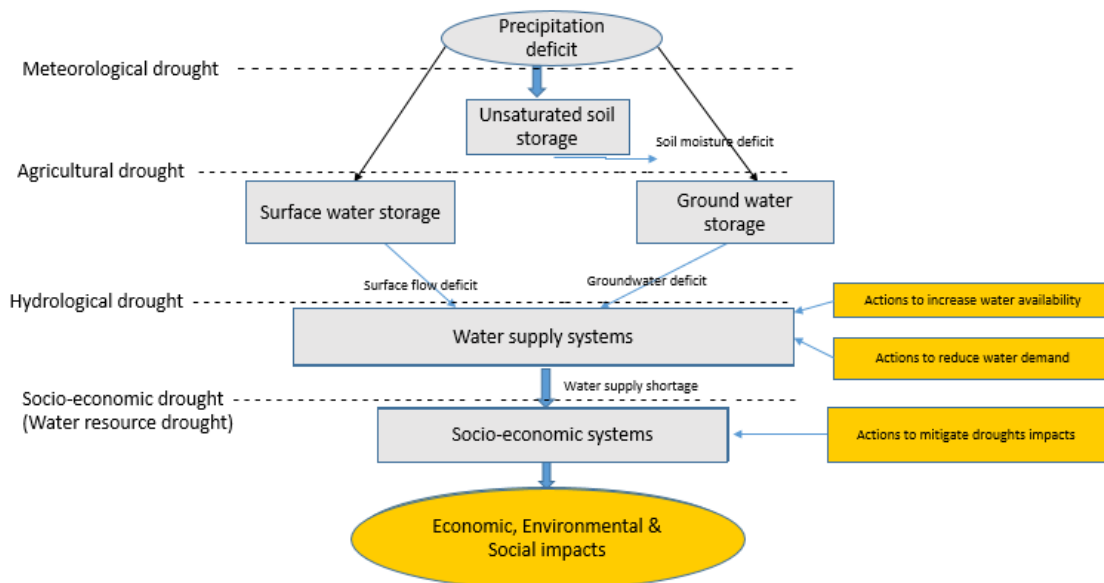 Precipitation
deficit
Meteorological drought
Unsaturated soil
storage
Soil moisture deficit
Agricultural drought
Surface water storage
Ground water
storage
Surface flow deficit
Groundwater deficit
Hydrological drought
Actions to increase water availability
Water supply systems
Actions to reduce water demand
Water supply shortage
Socio-economic drought
(Water resource drought)
Socio-economic systems
Actions to mitigate droughts impacts
Economic, Environmental &
Social impacts